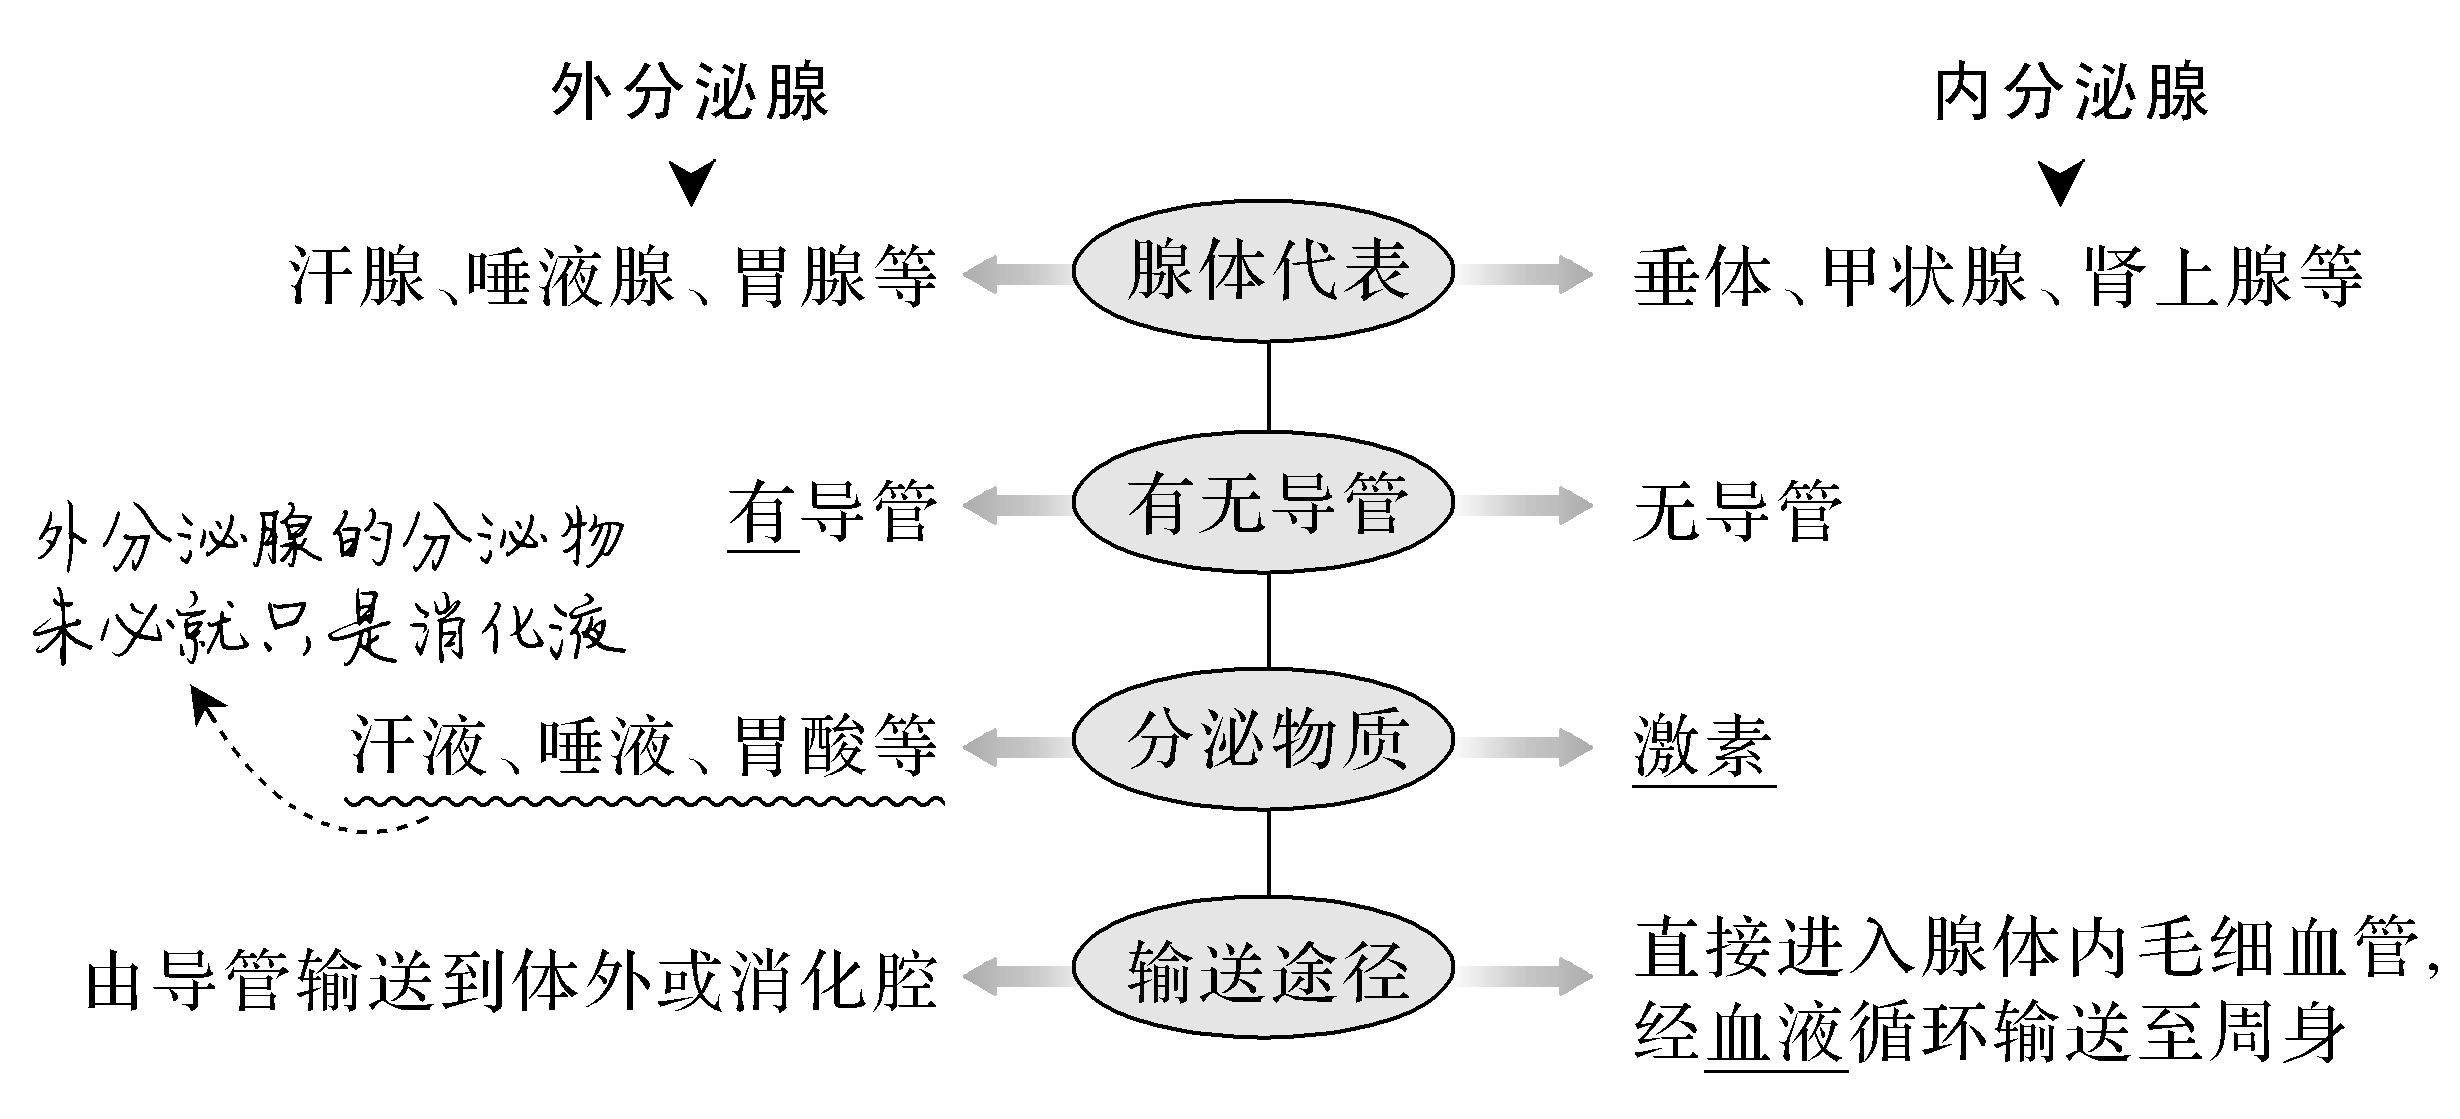 外分泌腺
内分泌腺
汗腺、唾液腺、胃腺等
腺体代表
垂体、甲状腺、肾上腺等
有导管
有无导管
无导管
外分泌腺的分泌物
未必就只是消化液
汗液、唾液、胃酸等
分泌物质
激素
由导管输送到体外或消化腔
输送途径
直接进入腺体内毛细血管,
经血液循环输送至周身